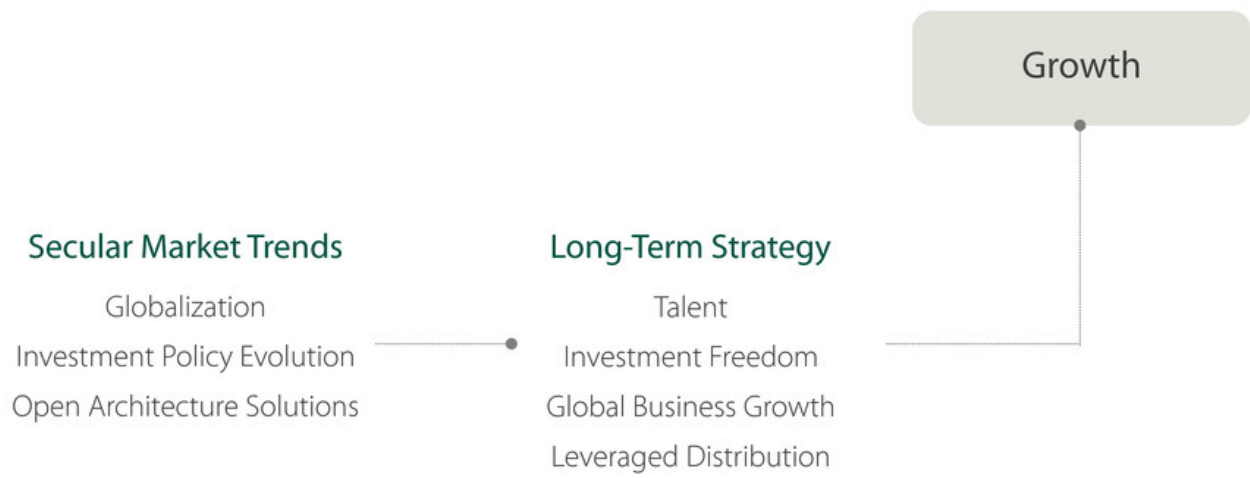 Growth
Secular Market Trends
Globalization
Investment Policy Evolution
Open Architecture Solutions
Long-Term Strategy
Talent
Investment Freedom
Global Business Growth
Leveraged Distribution